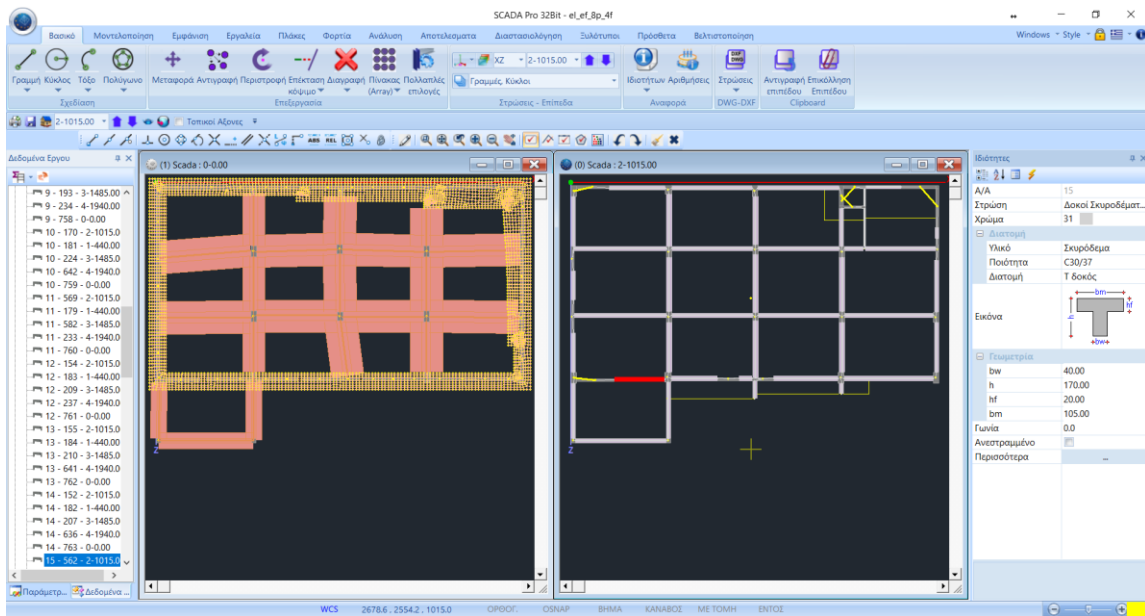 SCADA Pro 32Bit - el_ef_8p_4f
Βασικό Μοντελοποίηση Εμφάνιση Εργαλεία Πλάκες Φορτία Ανάλυση Αποτελεσματα Διαστασιολόγηση Ξυλότυποι Πρόσθετα Βελτιστοποίηση Windows Style
XZ 2-1015.00
Γραμμές, Κύκλοι
Γραμμή Κύκλος Τόξο Πολύγωνο Μεταφορά Αντιγραφή Περιστροφή Επέκταση κόψιμο Διαγραφή Πίνακας (Array) Πολλαπλές επιλογές Ιδιοτήτων Αριθμήσεις Στρώσεις Αντιγραφή επιπέδου Επικόλληση Επιπέδου
Σχεδίαση Επεξεργασία Στρώσεις - Επίπεδα Αναφορά DWG-DXF Clipboard
2-1015.00 Τοπικοί Αξονες
ABS REL
Δεδομένα Εργου
9 - 193 - 3-1485.00
9 - 234 - 4-1940.0
9 - 758 - 0-0.00
10 - 170 - 2-1015.0
10 - 181 - 1-440.00
10 - 224 - 3-1485.0
10 - 642 - 4-1940.0
10 - 759 - 0-0.00
11 - 569 - 2-1015.0
11 - 179 - 1-440.00
11 - 582 - 3-1485.0
11 - 233 - 4-1940.0
11 - 760 - 0-0.00
12 - 154 - 2-1015.0
12 - 183 - 1-440.00
12 - 209 - 3-1485.0
12 - 237 - 4-1940.0
12 - 761 - 0-0.00
13 - 155 - 2-1015.0
13 - 184 - 1-440.00
13 - 210 - 3-1485.0
13 - 641 - 4-1940.0
13 - 762 - 0-0.00
14 - 152 - 2-1015.0
14 - 182 - 1-440.00
14 - 207 - 3-1485.0
14 - 636 - 4-1940.0
14 - 763 - 0-0.00
15 - 562 - 2-1015.0
Παράμετρ... Δεδομένα ...
(1) Scada : 0-0.00
Z
(0) Scada : 2-1015.00
Z
Ιδιότητες
Α/Α 15
Στρώση Δοκοί Σκυροδέματ...
Χρώμα 31
Διατομή
Υλικό Σκυρόδεμα
Ποιότητα C30/37
Διατομή Τ δοκός
Εικόνα bm h hf bw
Γεωμετρία
bw 40.00
h 170.00
hf 20.00
bm 105.00
Γωνία 0.0
Ανεστραμμένο
Περισσότερα ...
WCS 2678.6 , 2554.2 , 1015.0 ΟΡΘΟΓ. OSNAP ΒΗΜΑ ΚΑΝΑΒΟΣ ΜΕ ΤΟΜΗ ΕΝΤΟΣ